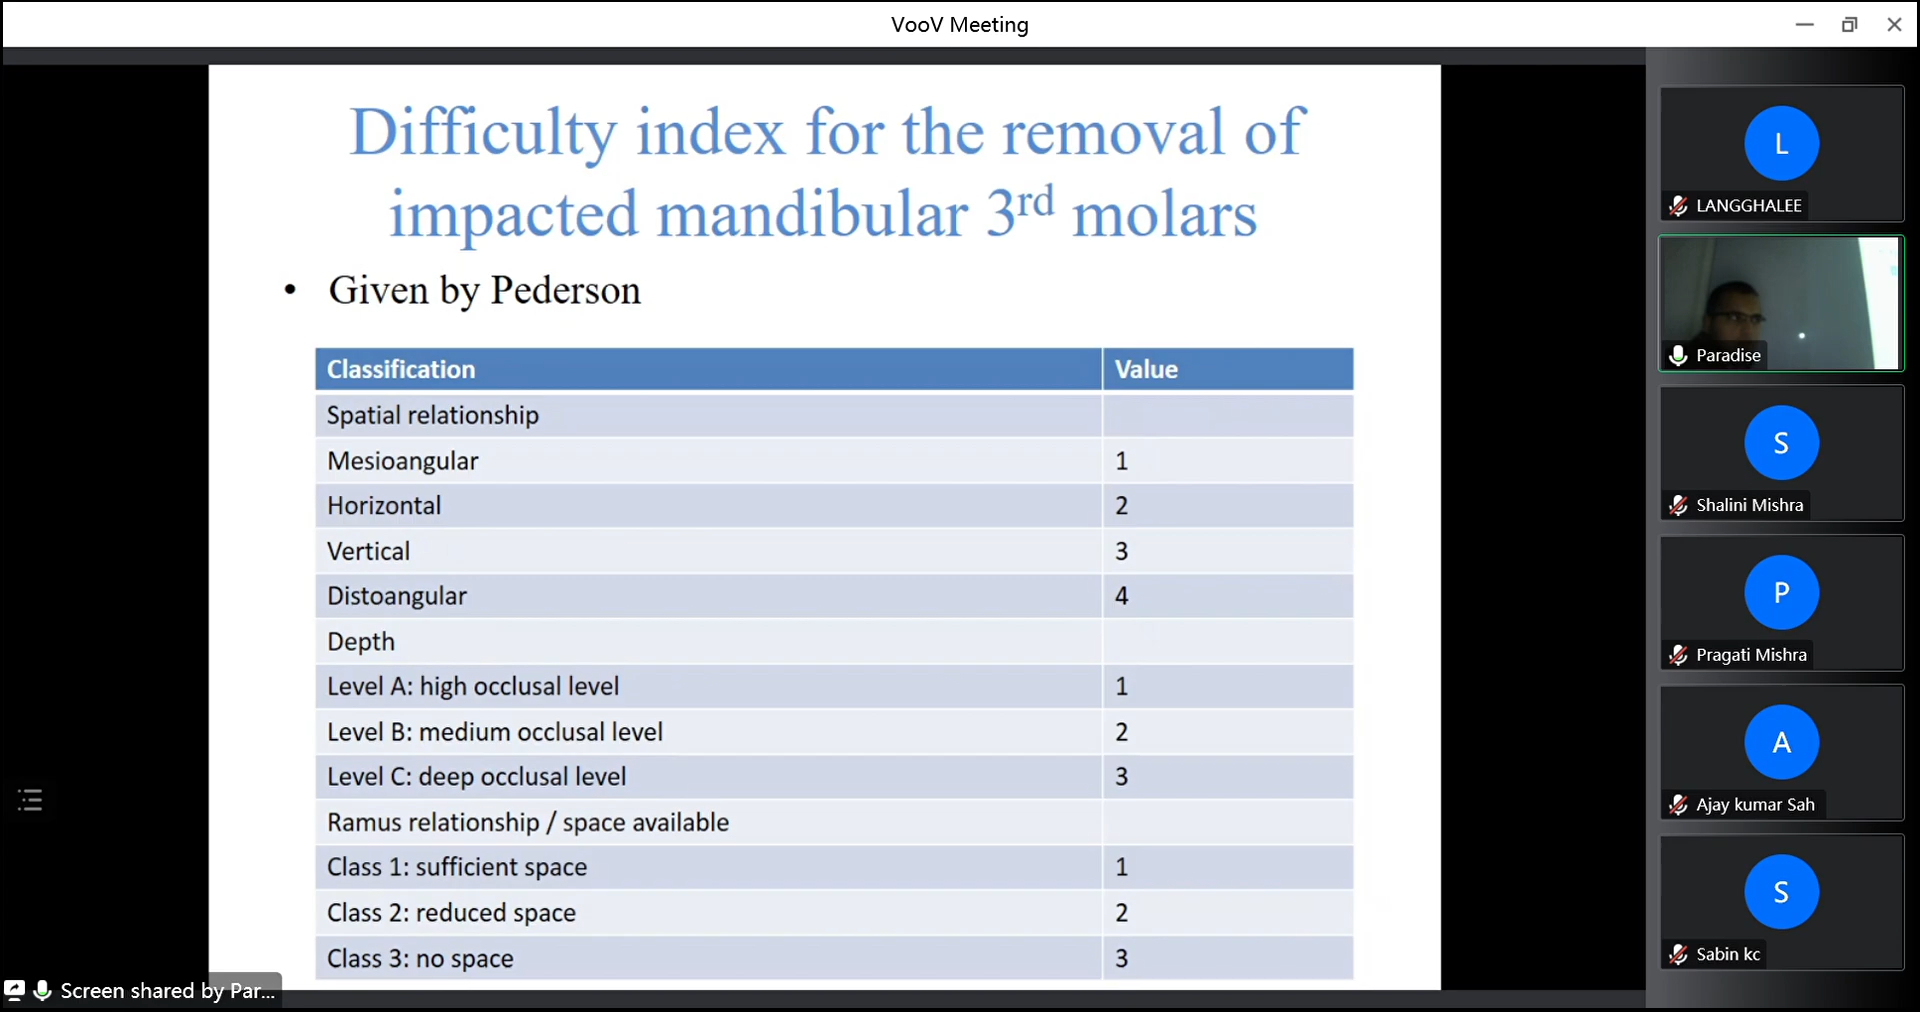 VooV Meeting
Difficulty index for the removal of
impacted mandibular 3rd molars
• Given by Pederson
Classification Value
Spatial relationship
Mesioangular 1
Horizontal 2
Vertical 3
Distoangular 4
Depth
Level A: high occlusal level 1
Level B: medium occlusal level 2
Level C: deep occlusal level 3
Ramus relationship / space available
Class 1: sufficient space 1
Class 2: reduced space 2
Class 3: no space 3
Screen shared by Par...
L
LANGGHALEE
Paradise
S
Shalini Mishra
P
Pragati Mishra
A
Ajay kumar Sah
S
Sabin kc